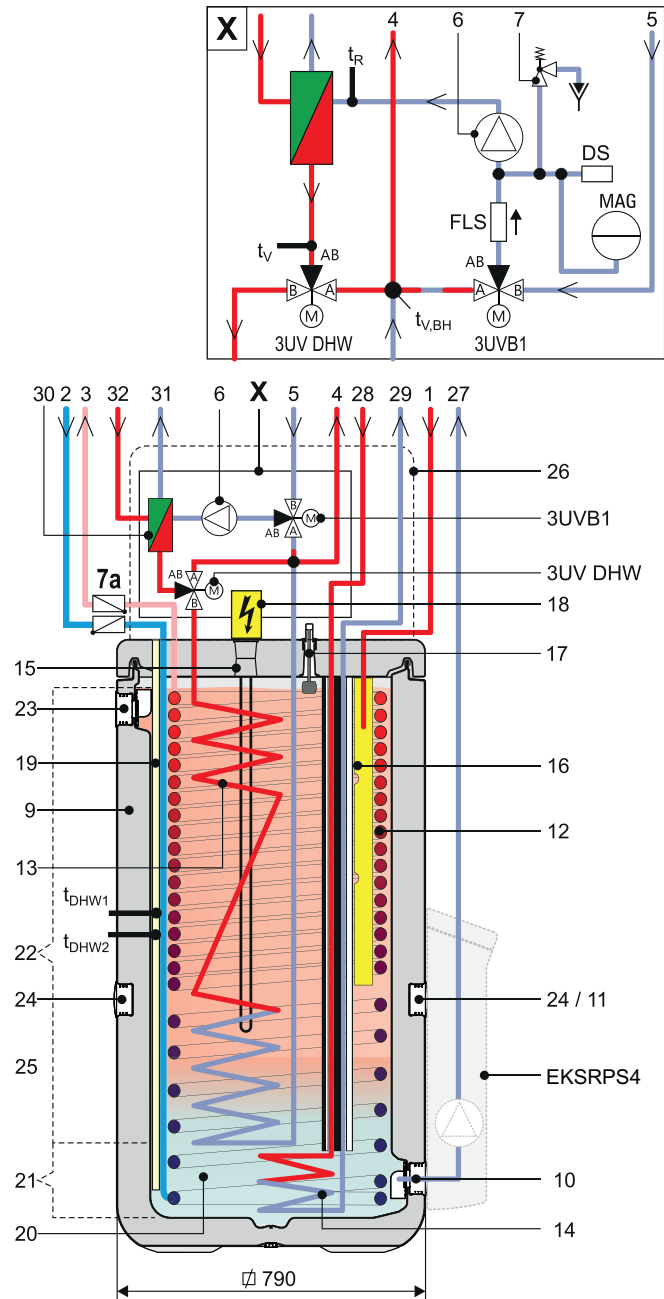 X
4
6
7
5
tR
DS
MAG
FLS
tV
AB
AB
B
A
A
B
M
M
tV,BH
3UV DHW
3UVB1
30
2
3
32
31
6
X
5
4
28
29
1
27
26
B
AB
A
M
3UVB1
7a
AB
A
B
M
3UV DHW
18
15
17
23
19
16
9
12
13
tDHW1
tDHW2
22
24
24 / 11
25
EKSRPS4
21
10
20
14
790